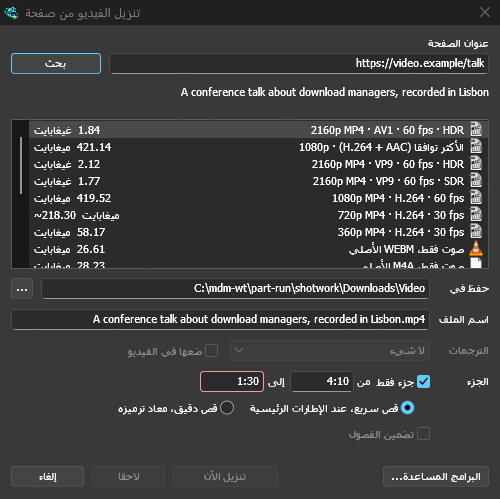 تنزيل الفيديو من صفحة
عنوان الصفحة
https://video.example/talk
بحث
A conference talk about download managers, recorded in Lisbon
2160p MP4 · AV1 · 60 fps · HDR 1.84 غيغابايت
الأكثر توافقا (H.264 + AAC) · 1080p 421.14 ميغابايت
2160p MP4 · VP9 · 60 fps · HDR 2.12 غيغابايت
2160p MP4 · VP9 · 60 fps · SDR 1.77 غيغابايت
1080p MP4 · H.264 · 60 fps 419.52 ميغابايت
720p MP4 · H.264 · 30 fps ~218.30 ميغابايت
360p MP4 · H.264 · 30 fps 58.17 ميغابايت
صوت فقط، WEBM الأصلي 26.61 ميغابايت
صوت فقط، M4A الأصلي 28.23 ميغابايت
حفظ في C:\mdm-wt\part-run\shotwork\Downloads\Video ...
اسم الملف A conference talk about download managers, recorded in Lisbon.mp4
الترجمات لا شيء ضعها في الفيديو
الجزء جزء فقط من 4:10 إلى 1:30
قص سريع، عند الإطارات الرئيسية قص دقيق، معاد ترميزه
تضمين الفصول
البرامج المساعدة... تنزيل الآن لاحقا إلغاء